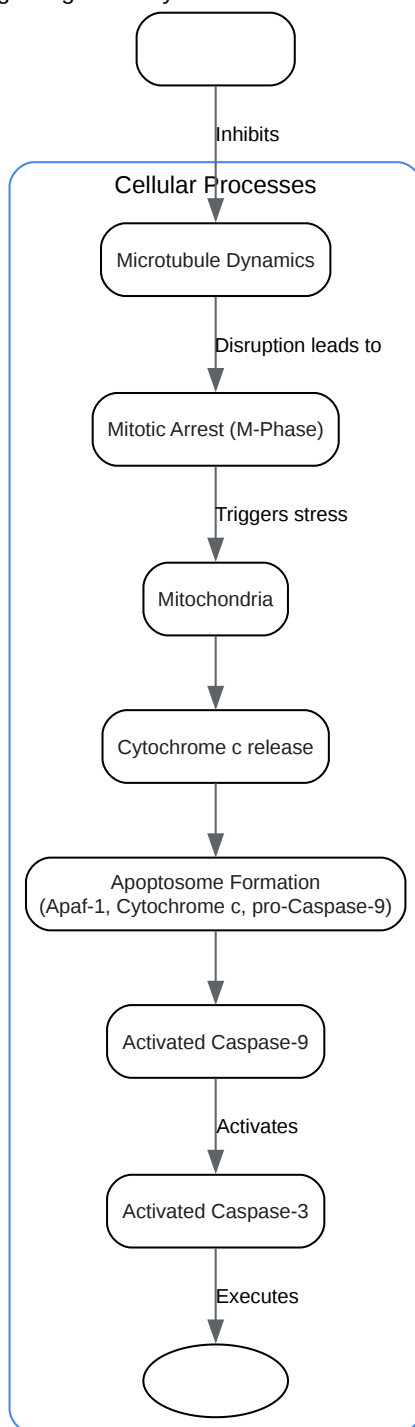 Inhibits
Cellular Processes
Microtubule Dynamics
Disruption leads to
Mitotic Arrest (M-Phase)
Triggers stress
Mitochondria
Cytochrome c release
Apoptosome Formation
(Apaf-1, Cytochrome c, pro-Caspase-9)
Activated Caspase-9
Activates
Activated Caspase-3
Executes